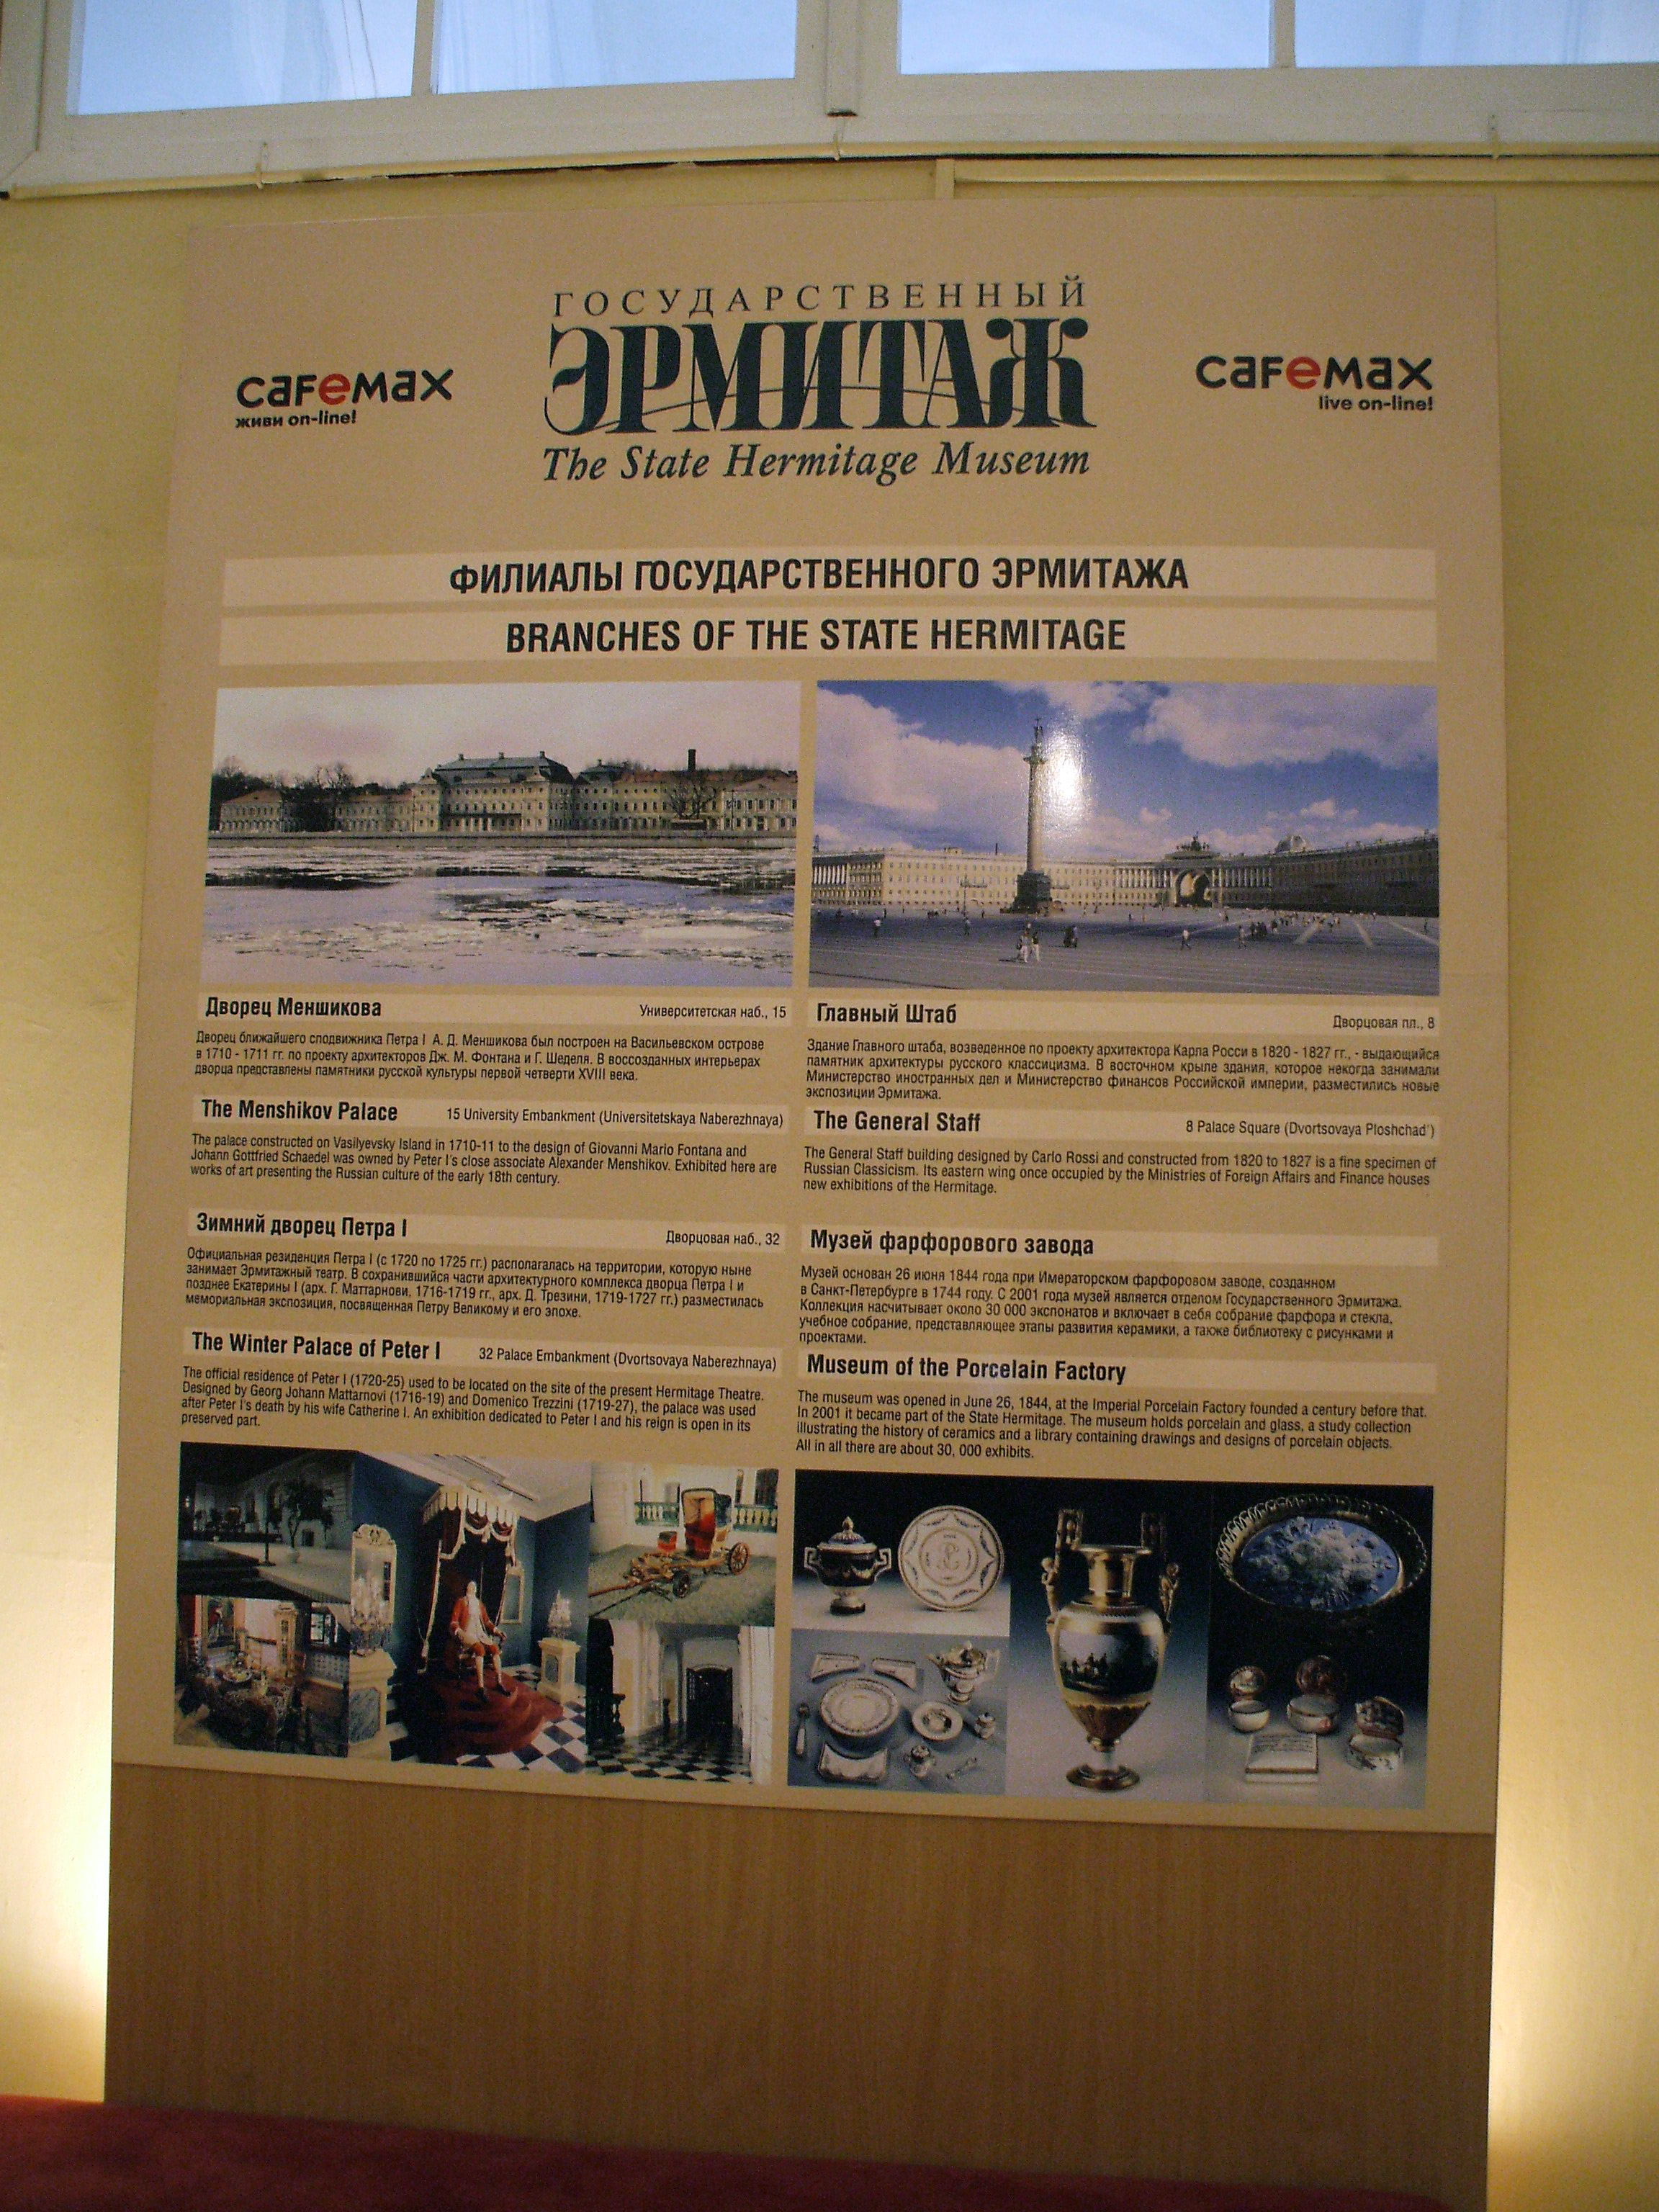 ГОСУДАРСТВЕННЫЙ
ЭРМИТАЖ
The State Hermitage Museum
CaFeMax
живи on-line!
CaFeMax
live on-line!
ФИЛИАЛЫ ГОСУДАРСТВЕННОГО ЭРМИТАЖА
BRANCHES OF THE STATE HERMITAGE
Дворец Меншикова
Университетская наб., 15
Дворец ближайшего сподвижника Петра I А. Д. Меншикова был построен на Васильевском острове
в 1710 - 1711 гг. по проекту архитекторов Дж. М. Фонтана и Г. Шеделя. В воссозданных интерьерах
дворца представлены памятники русской культуры первой четверти XVIII века.
The Menshikov Palace
15 University Embankment (Universitetskaya Naberezhnaya)
The palace constructed on Vasilyevsky Island in 1710-11 to the design of Giovanni Mario Fontana and
Johann Gottfried Schaedel was owned by Peter I's close associate Alexander Menshikov. Exhibited here are
works of art presenting the Russian culture of the early 18th century.
Зимний дворец Петра I
Дворцовая наб., 32
Официальная резиденция Петра I (с 1720 по 1725 гг.) располагалась на территории, которую ныне
занимает Эрмитажный театр. В сохранившийся части архитектурного комплекса дворца Петра I и
позднее Екатерины I (арх. Г. Маттарнови, 1716-1719 гг., арх. Д. Трезини, 1719-1727 гг.) разместилась
мемориальная экспозиция, посвященная Петру Великому и его эпохе.
The Winter Palace of Peter I
32 Palace Embankment (Dvortsovaya Naberezhnaya)
The official residence of Peter I (1720-25) used to be located on the site of the present Hermitage Theatre.
Designed by Georg Johann Mattarnovi (1716-19) and Domenico Trezzini (1719-27), the palace was used
after Peter I's death by his wife Catherine I. An exhibition dedicated to Peter I and his reign is open in its
preserved part.
Главный Штаб
Дворцовая пл., 8
Здание Главного штаба, возведенное по проекту архитектора Карла Росси в 1820 - 1827 гг., - выдающийся
памятник архитектуры русского классицизма. В восточном крыле здания, которое некогда занимали
Министерство иностранных дел и Министерство финансов Российской империи, разместились новые
экспозиции Эрмитажа.
The General Staff
8 Palace Square (Dvortsovaya Ploshchad')
The General Staff building designed by Carlo Rossi and constructed from 1820 to 1827 is a fine specimen of
Russian Classicism. Its eastern wing once occupied by the Ministries of Foreign Affairs and Finance houses
new exhibitions of the Hermitage.
Музей фарфорового завода
Музей основан 26 июня 1844 года при Имераторском фарфоровом заводе, созданном
в Санкт-Петербурге в 1744 году. С 2001 года музей является отделом Государственного Эрмитажа.
Коллекция насчитывает около 30 000 экспонатов и включает в себя собрание фарфора и стекла,
учебное собрание, представляющее этапы развития керамики, а также библиотеку с рисунками и
проектами.
Museum of the Porcelain Factory
The museum was opened in June 26, 1844, at the Imperial Porcelain Factory founded a century before that.
In 2001 it became part of the State Hermitage. The museum holds porcelain and glass, a study collection
illustrating the history of ceramics and a library containing drawings and designs of porcelain objects.
All in all there are about 30, 000 exhibits.